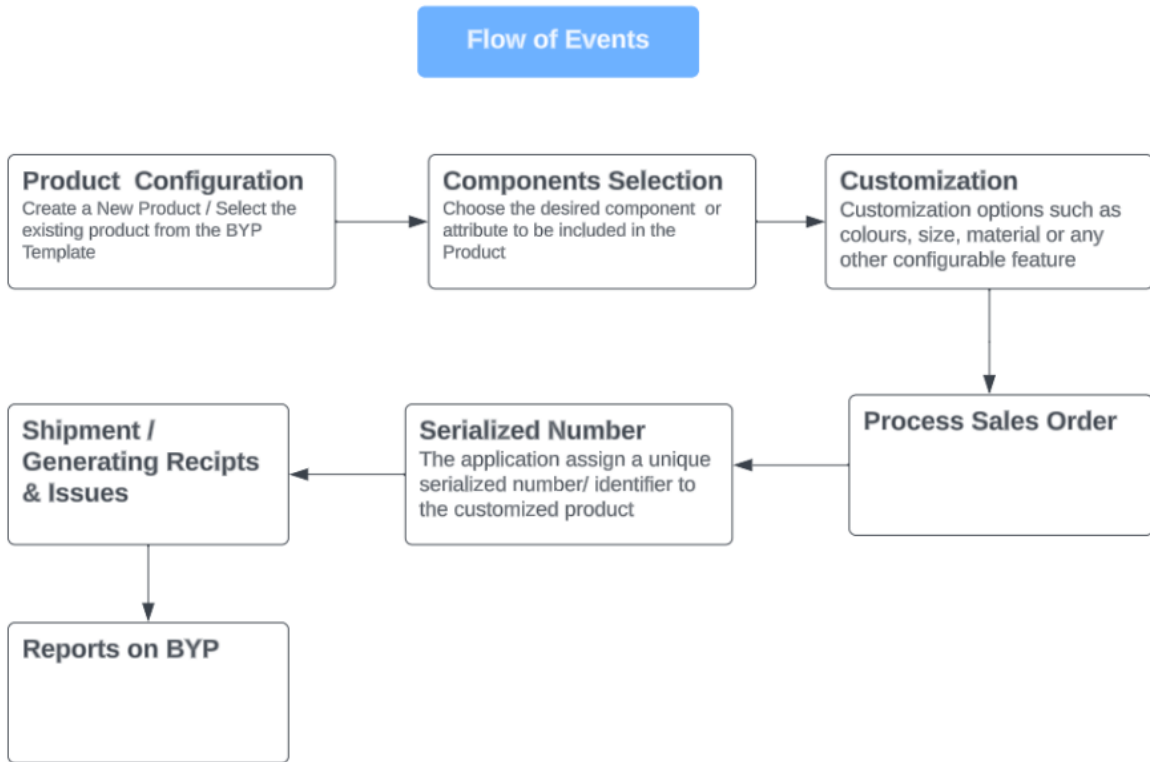 Flow of Events
Product Configuration
Create a New Product / Select the
existing product from the BYP
Template
Components Selection
Choose the desired component or
attribute to be included in the
Product
Customization
Customization options such as
colours, size, material or any
other configurable feature
Process Sales Order
Serialized Number
The application assign a unique
serialized number/ identifier to
the customized product
Shipment /
Generating Recipts
& Issues
Reports on BYP